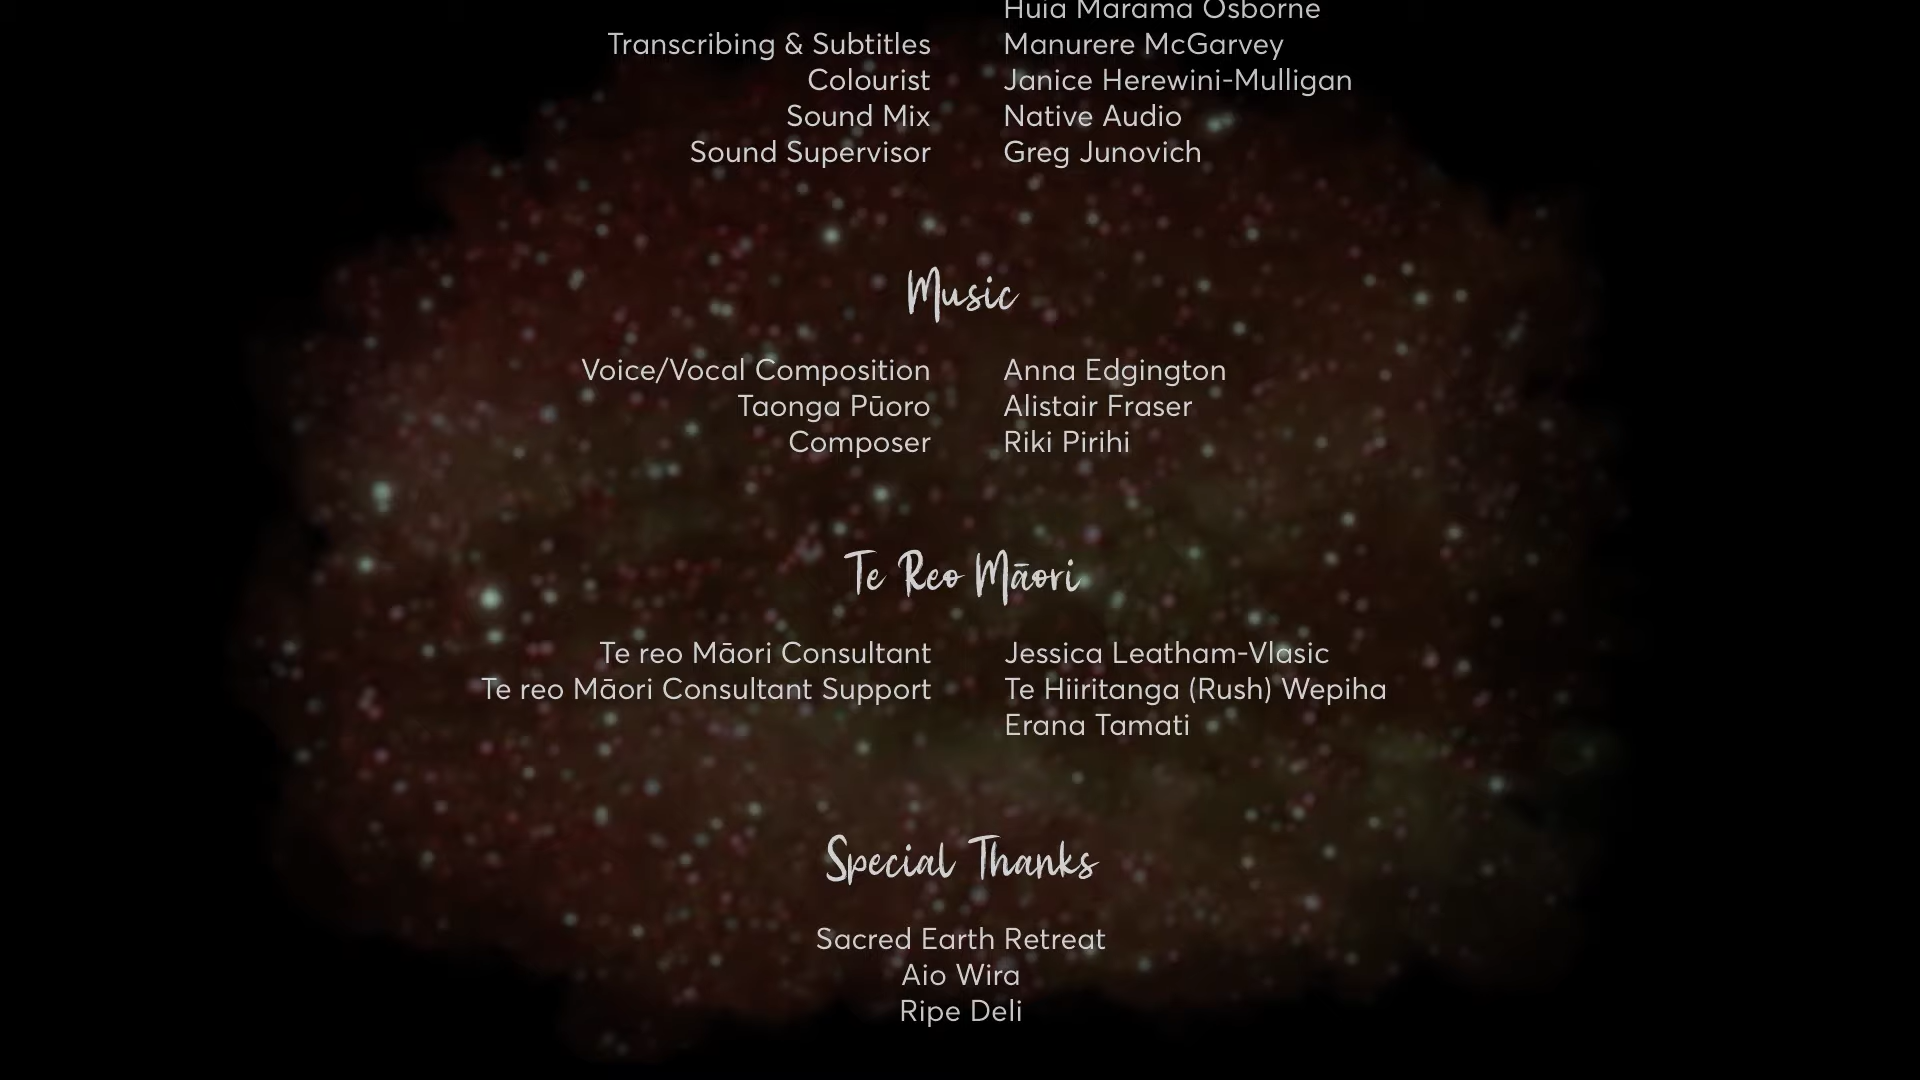 Huia Marama Osborne
Transcribing & Subtitles Manurere McGarvey
Colourist Janice Herewini-Mulligan
Sound Mix Native Audio
Sound Supervisor Greg Junovich
Music
Voice/Vocal Composition Anna Edgington
Taonga Pūoro Alistair Fraser
Composer Riki Pirihi
Te Reo Māori
Te reo Māori Consultant Jessica Leatham-Vlasic
Te reo Māori Consultant Support Te Hiiritanga (Rush) Wepiha
Erana Tamati
Special Thanks
Sacred Earth Retreat
Aio Wira
Ripe Deli